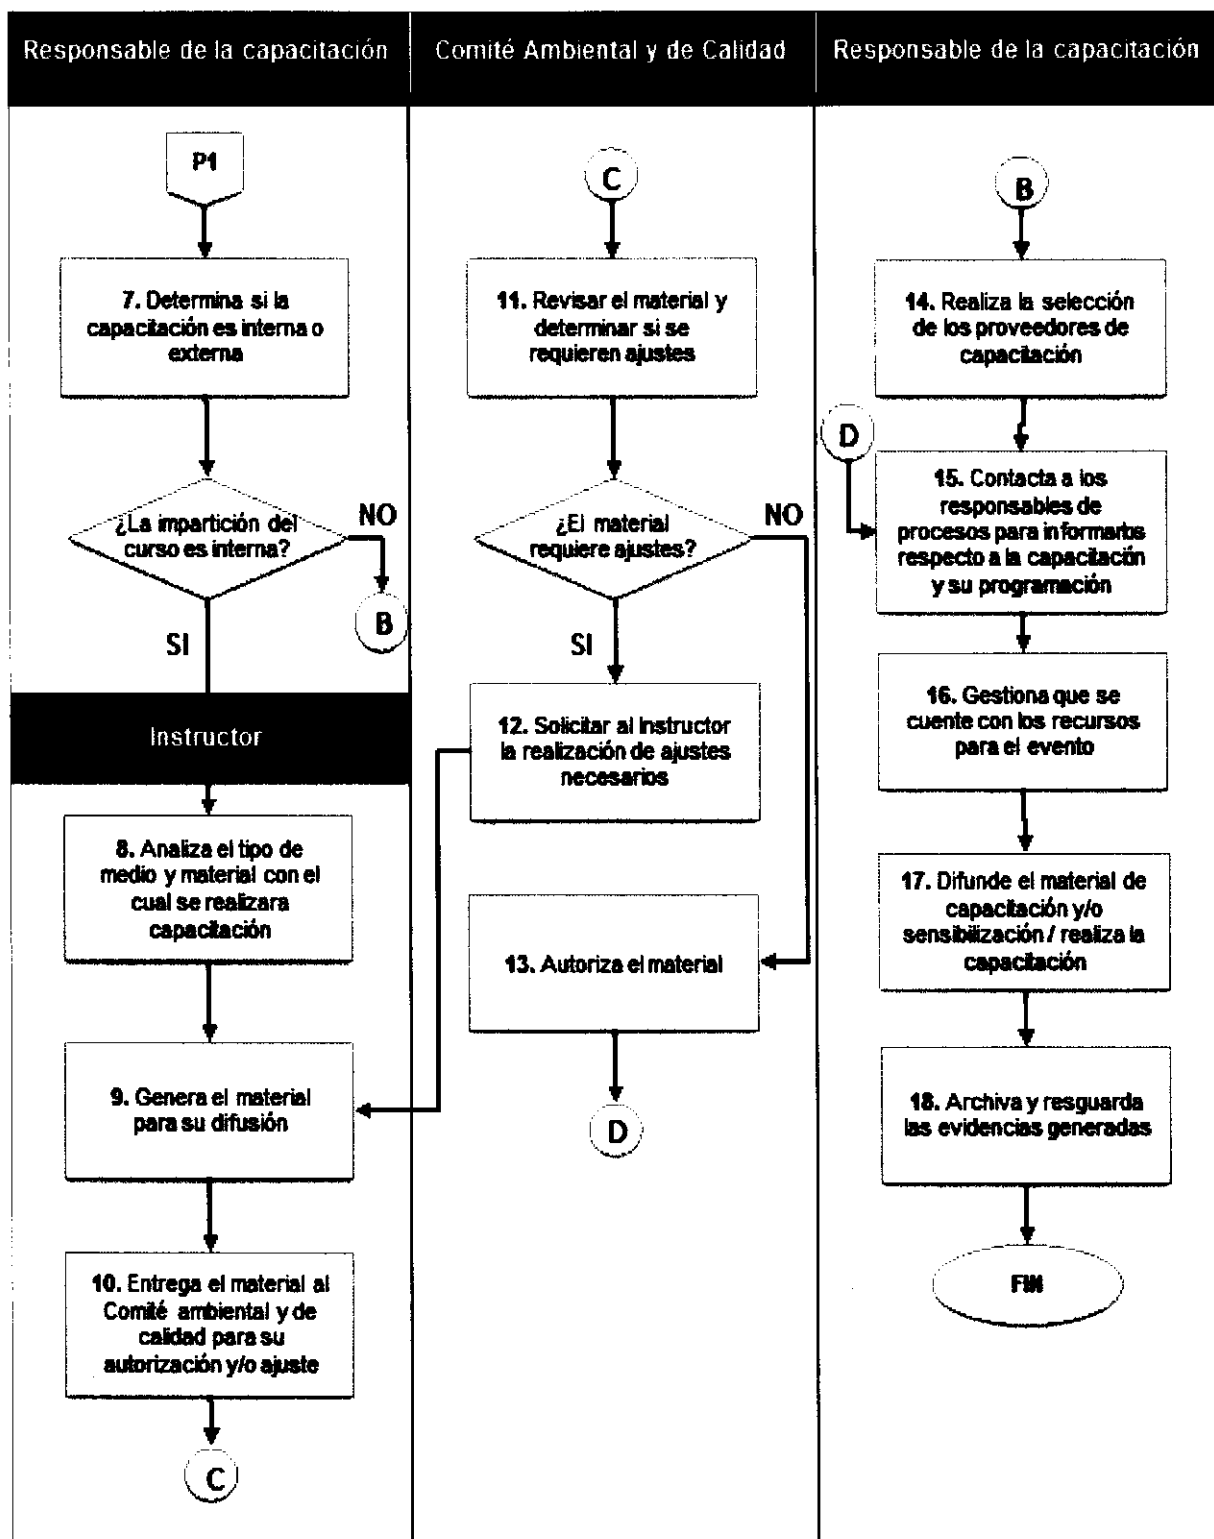 Responsable de la capacitación
P1
7. Determina si la
capacitación es interna o
externa
¿La impartición del
curso es interna?
NO
B
SI
Instructor
8. Analiza el tipo de
medio y material con el
cual se realizara
capacitación
9. Genera el material
para su difusión
10. Entrega el material al
Comité ambiental y de
calidad para su
autorización y/o ajuste
C
Comité Ambiental y de Calidad
C
11. Revisar el material y
determinar si se
requieren ajustes
¿El material
requiere ajustes?
NO
SI
12. Solicitar al instructor
la realización de ajustes
necesarios
13. Autoriza el material
D
Responsable de la capacitación
B
14. Realiza la selección
de los proveedores de
capacitación
D
15. Contacta a los
responsables de
procesos para informarlos
respecto a la capacitación
y su programación
16. Gestiona que se
cuente con los recursos
para el evento
17. Difunde el material de
capacitación y/o
sensibilización / realiza la
capacitación
18. Archiva y resguarda
las evidencias generadas
FIN